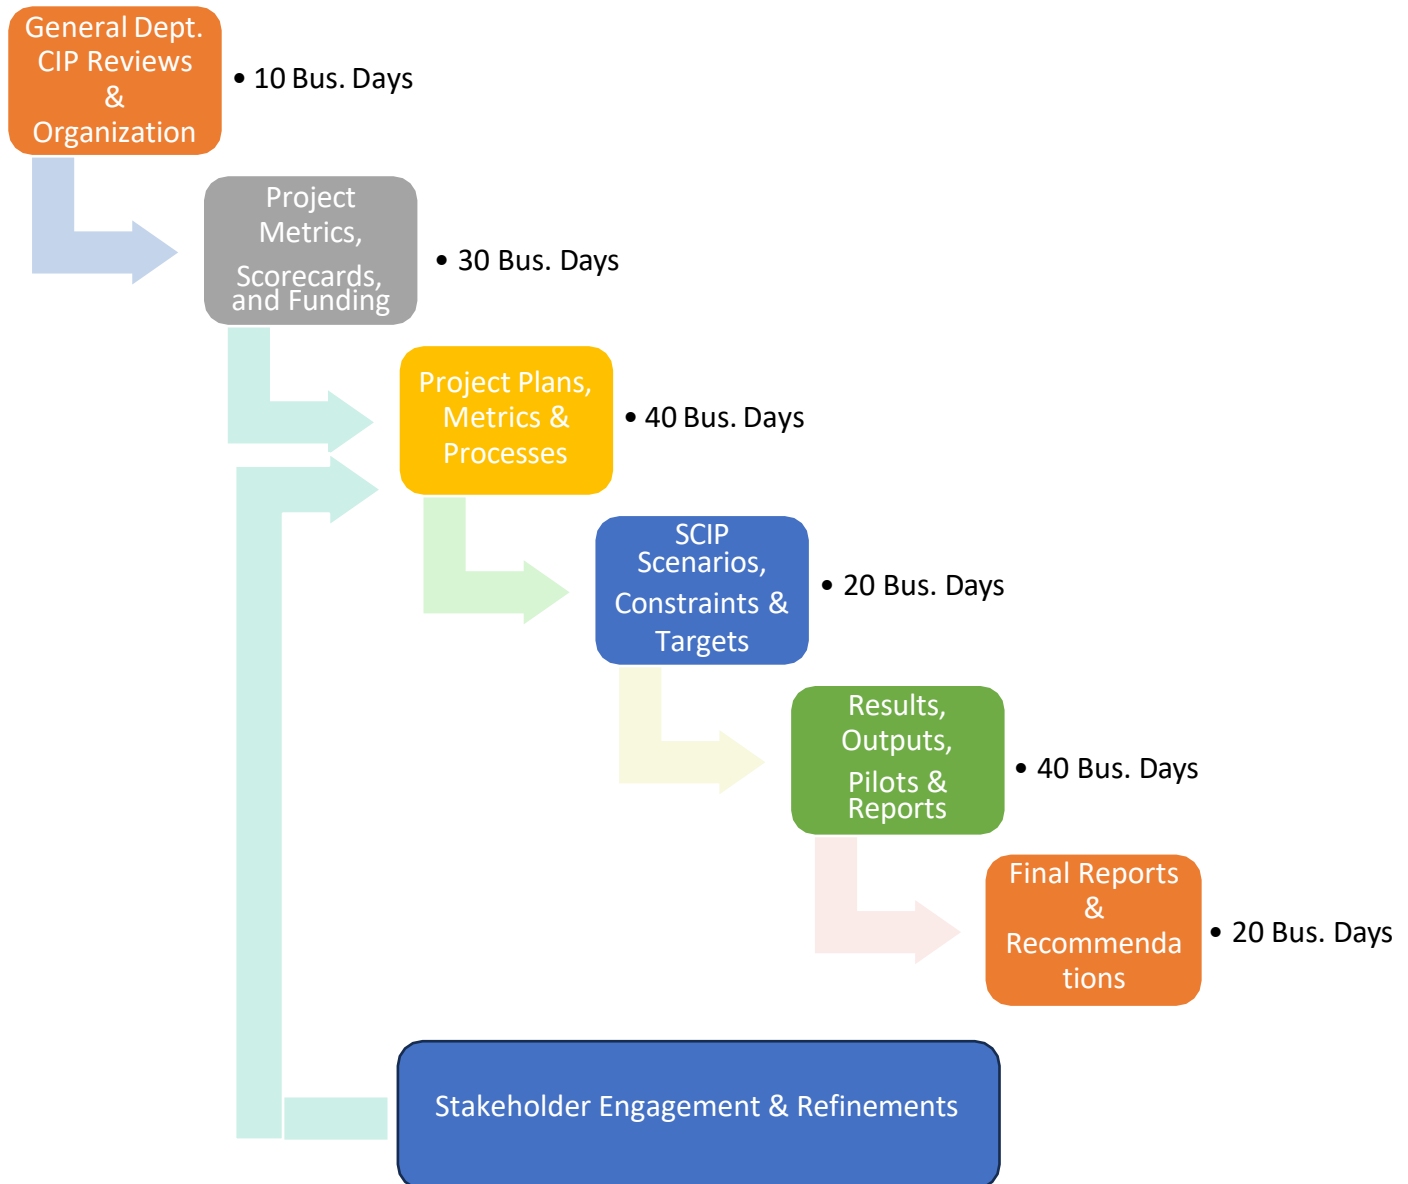 General Dept.
CIP Reviews
&
Organization
• 10 Bus. Days
Project
Metrics,
Scorecards,
and Funding
• 30 Bus. Days
Project Plans,
Metrics &
Processes
• 40 Bus. Days
SCIP
Scenarios,
Constraints &
Targets
• 20 Bus. Days
Results,
Outputs,
Pilots &
Reports
• 40 Bus. Days
Final Reports
&
Recommenda
tions
• 20 Bus. Days
Stakeholder Engagement & Refinements